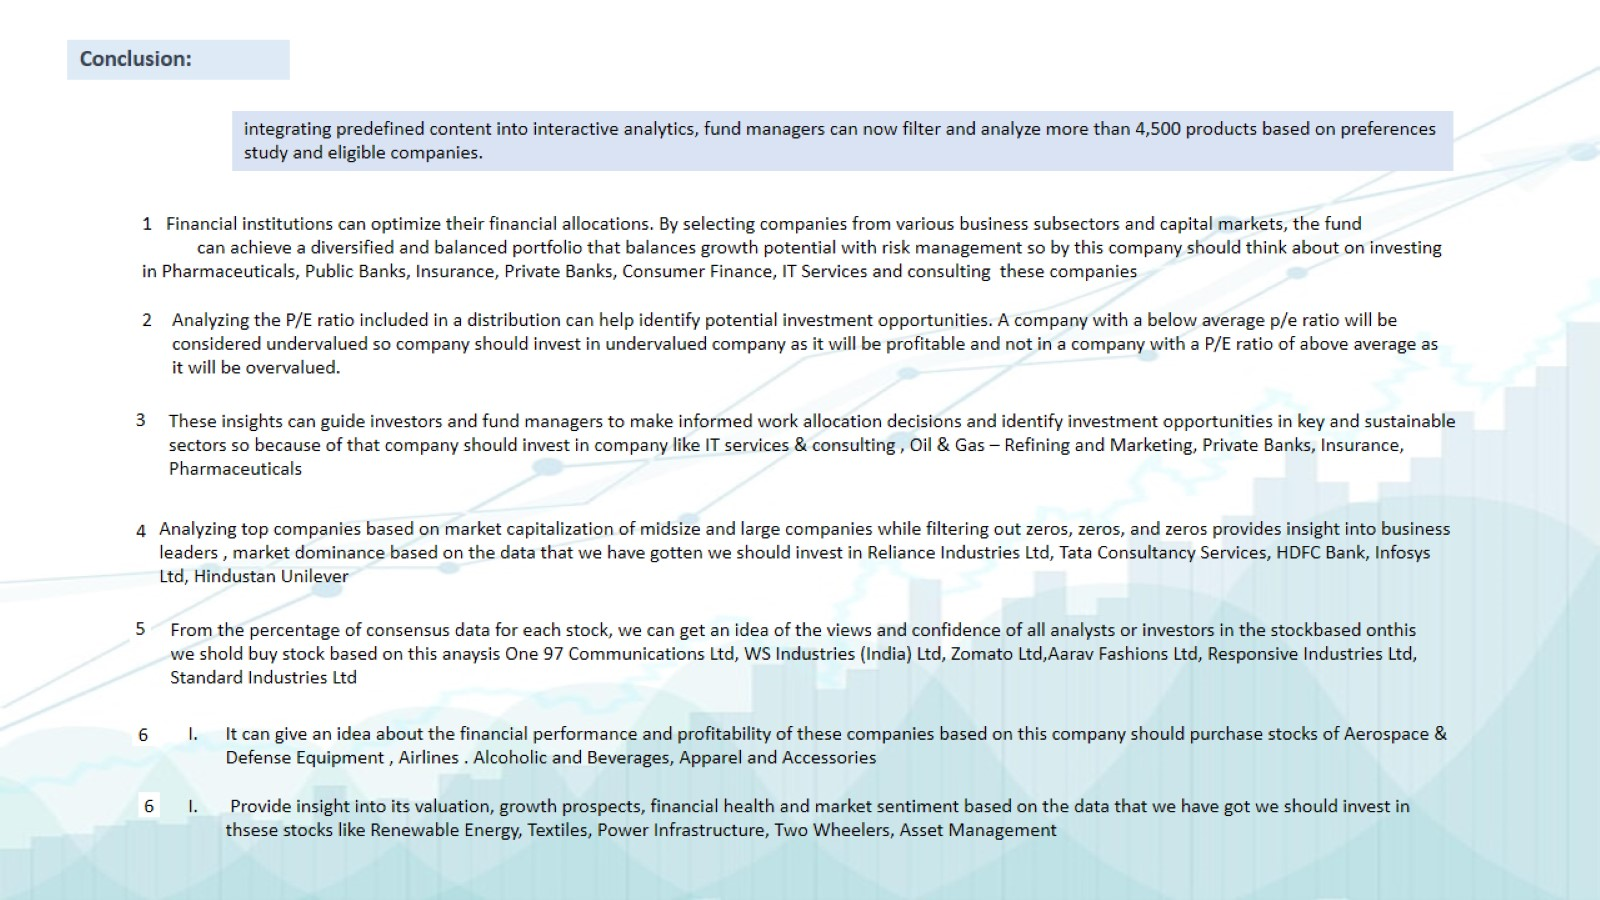 Conclusion:
integrating predefined content into interactive analytics, fund managers can now filter and analyze more than 4,500 products based on preferences
study and eligible companies.
1 Financial institutions can optimize their financial allocations. By selecting companies from various business subsectors and capital markets, the fund
can achieve a diversified and balanced portfolio that balances growth potential with risk management so by this company should think about on investing
in Pharmaceuticals, Public Banks, Insurance, Private Banks, Consumer Finance, IT Services and consulting these companies
2 Analyzing the P/E ratio included in a distribution can help identify potential investment opportunities. A company with a below average p/e ratio will be
considered undervalued so company should invest in undervalued company as it will be profitable and not in a company with a P/E ratio of above average as
it will be overvalued.
3 These insights can guide investors and fund managers to make informed work allocation decisions and identify investment opportunities in key and sustainable
sectors so because of that company should invest in company like IT services & consulting , Oil & Gas – Refining and Marketing, Private Banks, Insurance,
Pharmaceuticals
4 Analyzing top companies based on market capitalization of midsize and large companies while filtering out zeros, zeros, and zeros provides insight into business
leaders , market dominance based on the data that we have gotten we should invest in Reliance Industries Ltd, Tata Consultancy Services, HDFC Bank, Infosys
Ltd, Hindustan Unilever
5 From the percentage of consensus data for each stock, we can get an idea of the views and confidence of all analysts or investors in the stockbased onthis
we shold buy stock based on this anaysis One 97 Communications Ltd, WS Industries (India) Ltd, Zomato Ltd,Aarav Fashions Ltd, Responsive Industries Ltd,
Standard Industries Ltd
6 I. It can give an idea about the financial performance and profitability of these companies based on this company should purchase stocks of Aerospace &
Defense Equipment , Airlines . Alcoholic and Beverages, Apparel and Accessories
6 I. Provide insight into its valuation, growth prospects, financial health and market sentiment based on the data that we have got we should invest in
thsese stocks like Renewable Energy, Textiles, Power Infrastructure, Two Wheelers, Asset Management